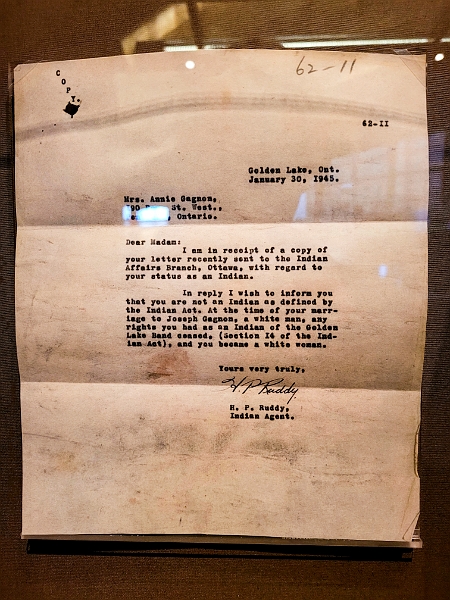 COPY.
62-11
62-II
Golden Lake, Ont.
January 30, 1945.
Mrs. Annie Gagnon,
St. West.,
Ontario.
Dear Madam:
I am in receipt of a copy of
your letter recently sent to the Indian
Affairs Branch, Ottawa, with regard to
your status as an Indian.
In reply I wish to inform you
that you are not an Indian as defined by
the Indian Act. At the time of your marr-
iage to Joseph Gagnon, a white man, any
rights you had as an Indian of the Golden
Lake Band ceased, (Section 14 of the Ind-
ian Act), and you became a white woman.
Yours very truly,
H. P. Ruddy
H. P. Ruddy,
Indian Agent.